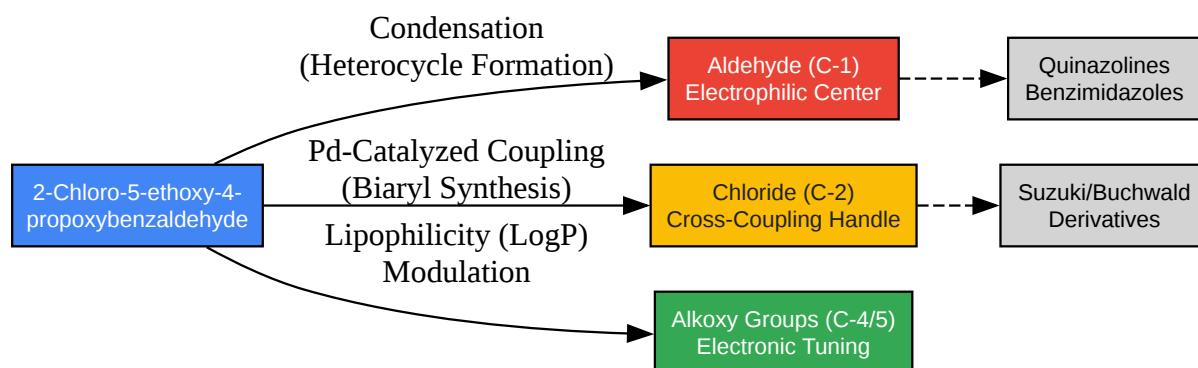 Condensation
(Heterocycle Formation)
Aldehyde (C-1)
Electrophilic Center
Quinazolines
Benzimidazoles
2-Chloro-5-ethoxy-4-
propoxybenzaldehyde
Pd-Catalyzed Coupling
(Biaryl Synthesis)
Chloride (C-2)
Cross-Coupling Handle
Suzuki/Buchwald
Derivatives
Lipophilicity (LogP)
Modulation
Alkoxy Groups (C-4/5)
Electronic Tuning